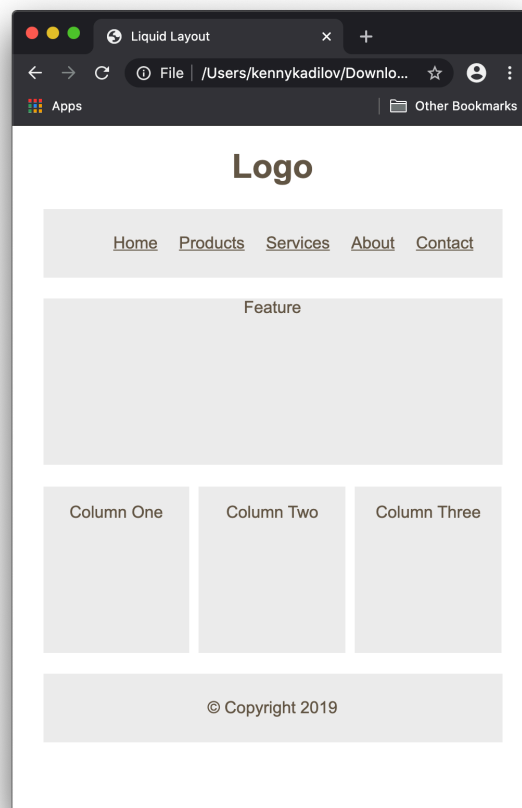 Liquid Layout
File | /Users/kennykadilov/Downlo...
Apps
Other Bookmarks
Logo
Home Products Services About Contact
Feature
Column One Column Two Column Three
© Copyright 2019